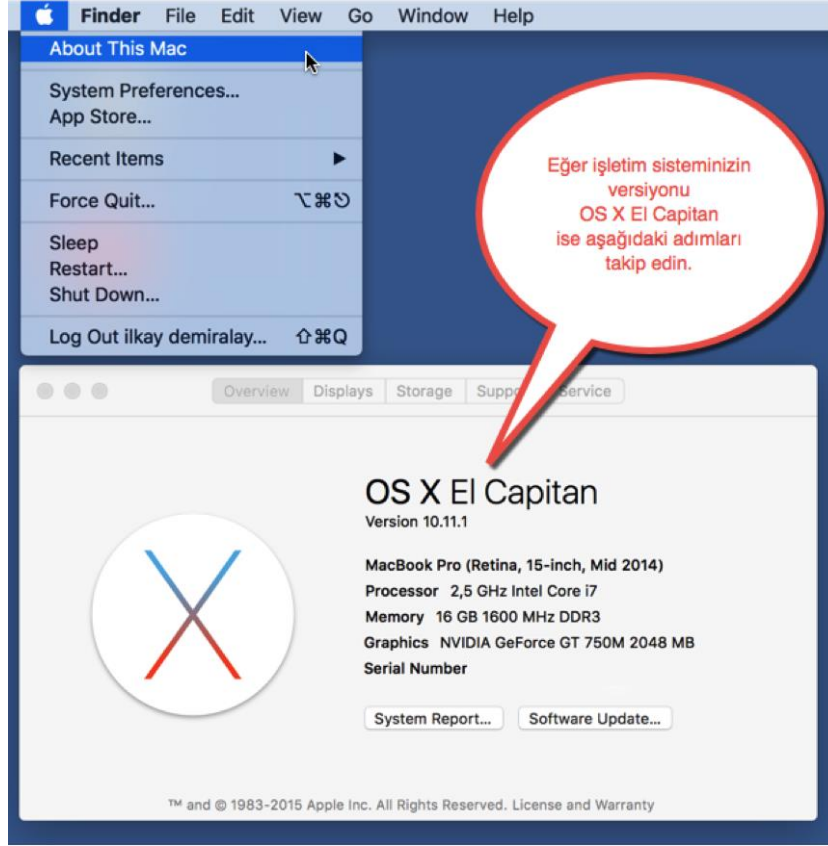 Finder File Edit View Go Window Help
About This Mac
System Preferences...
App Store...
Recent Items
Force Quit... ⌥⌘⎋
Sleep
Restart...
Shut Down...
Log Out ilkay demiralay... ⇧⌘Q
Eğer işletim sisteminizin
versiyonu
OS X El Capitan
ise aşağıdaki adımları
takip edin.
Overview Displays Storage Service
OS X El Capitan
Version 10.11.1
MacBook Pro (Retina, 15-inch, Mid 2014)
Processor 2,5 GHz Intel Core i7
Memory 16 GB 1600 MHz DDR3
Graphics NVIDIA GeForce GT 750M 2048 MB
Serial Number
System Report... Software Update...
™ and © 1983-2015 Apple Inc. All Rights Reserved. License and Warranty